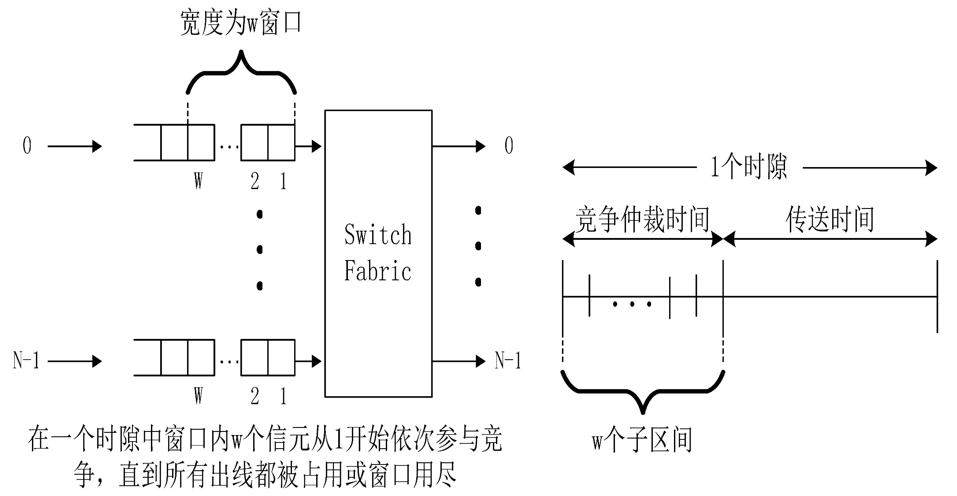 宽度为w窗口
0
…
W
2
1
0
Switch
Fabric
N-1
…
W
2
1
N-1
在一个时隙中窗口内w个信元从1开始依次参与竞
争，直到所有出线都被占用或窗口用尽
1个时隙
竞争仲裁时间
传送时间
w个子区间